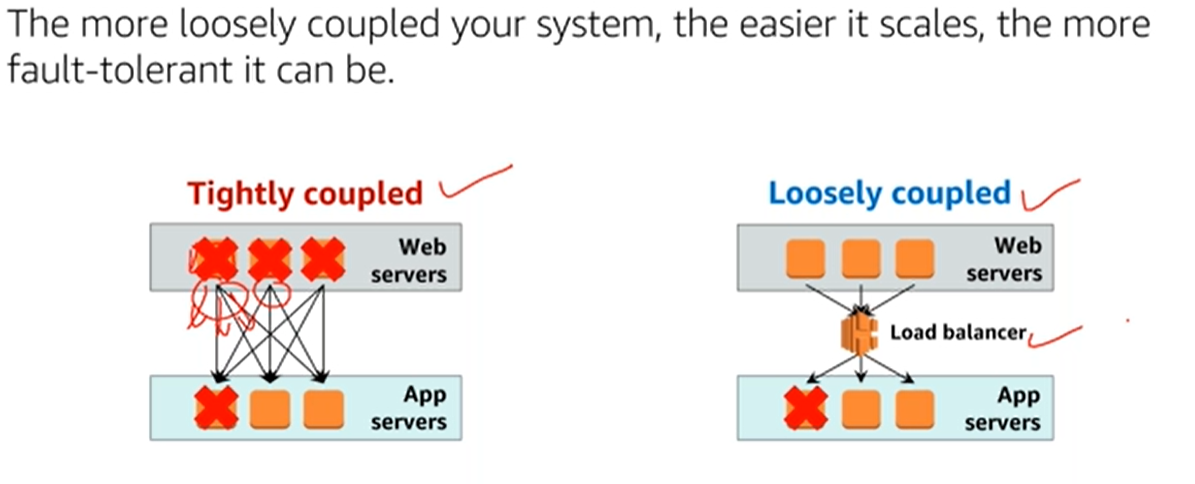 The more loosely coupled your system, the easier it scales, the more
fault-tolerant it can be.
Tightly coupled
Web
servers
App
servers
Loosely coupled
Web
servers
Load balancer
App
servers